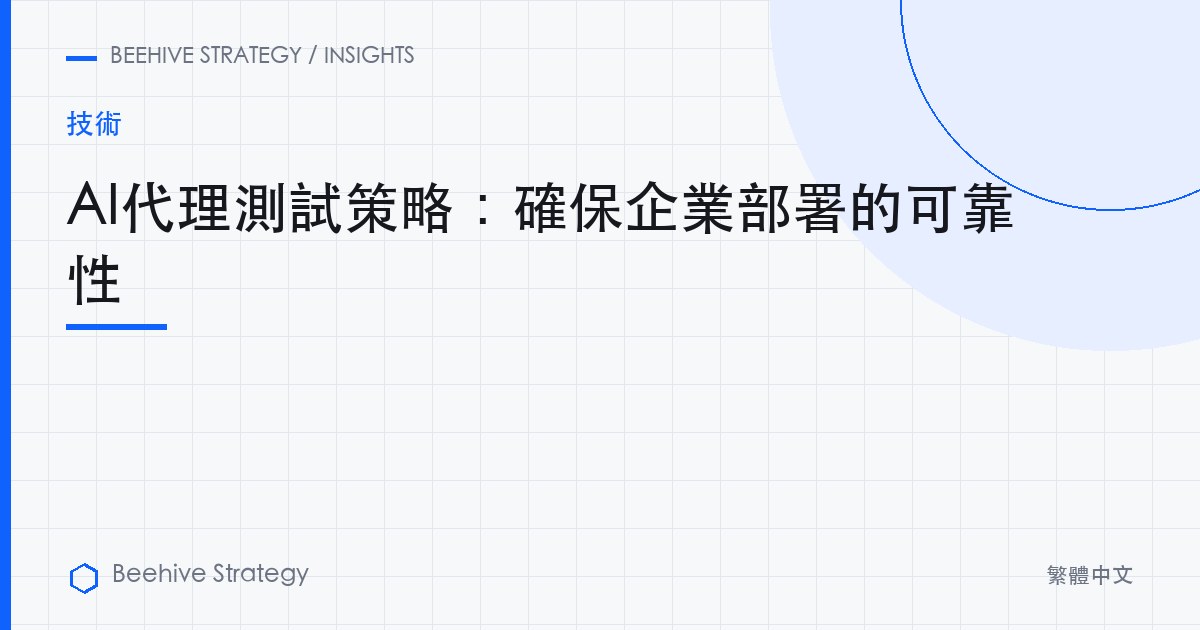 BEEHIVE STRATEGY / INSIGHTS
技術
AI代理測試策略：確保企業部署的可靠
性
Beehive Strategy
繁體中文